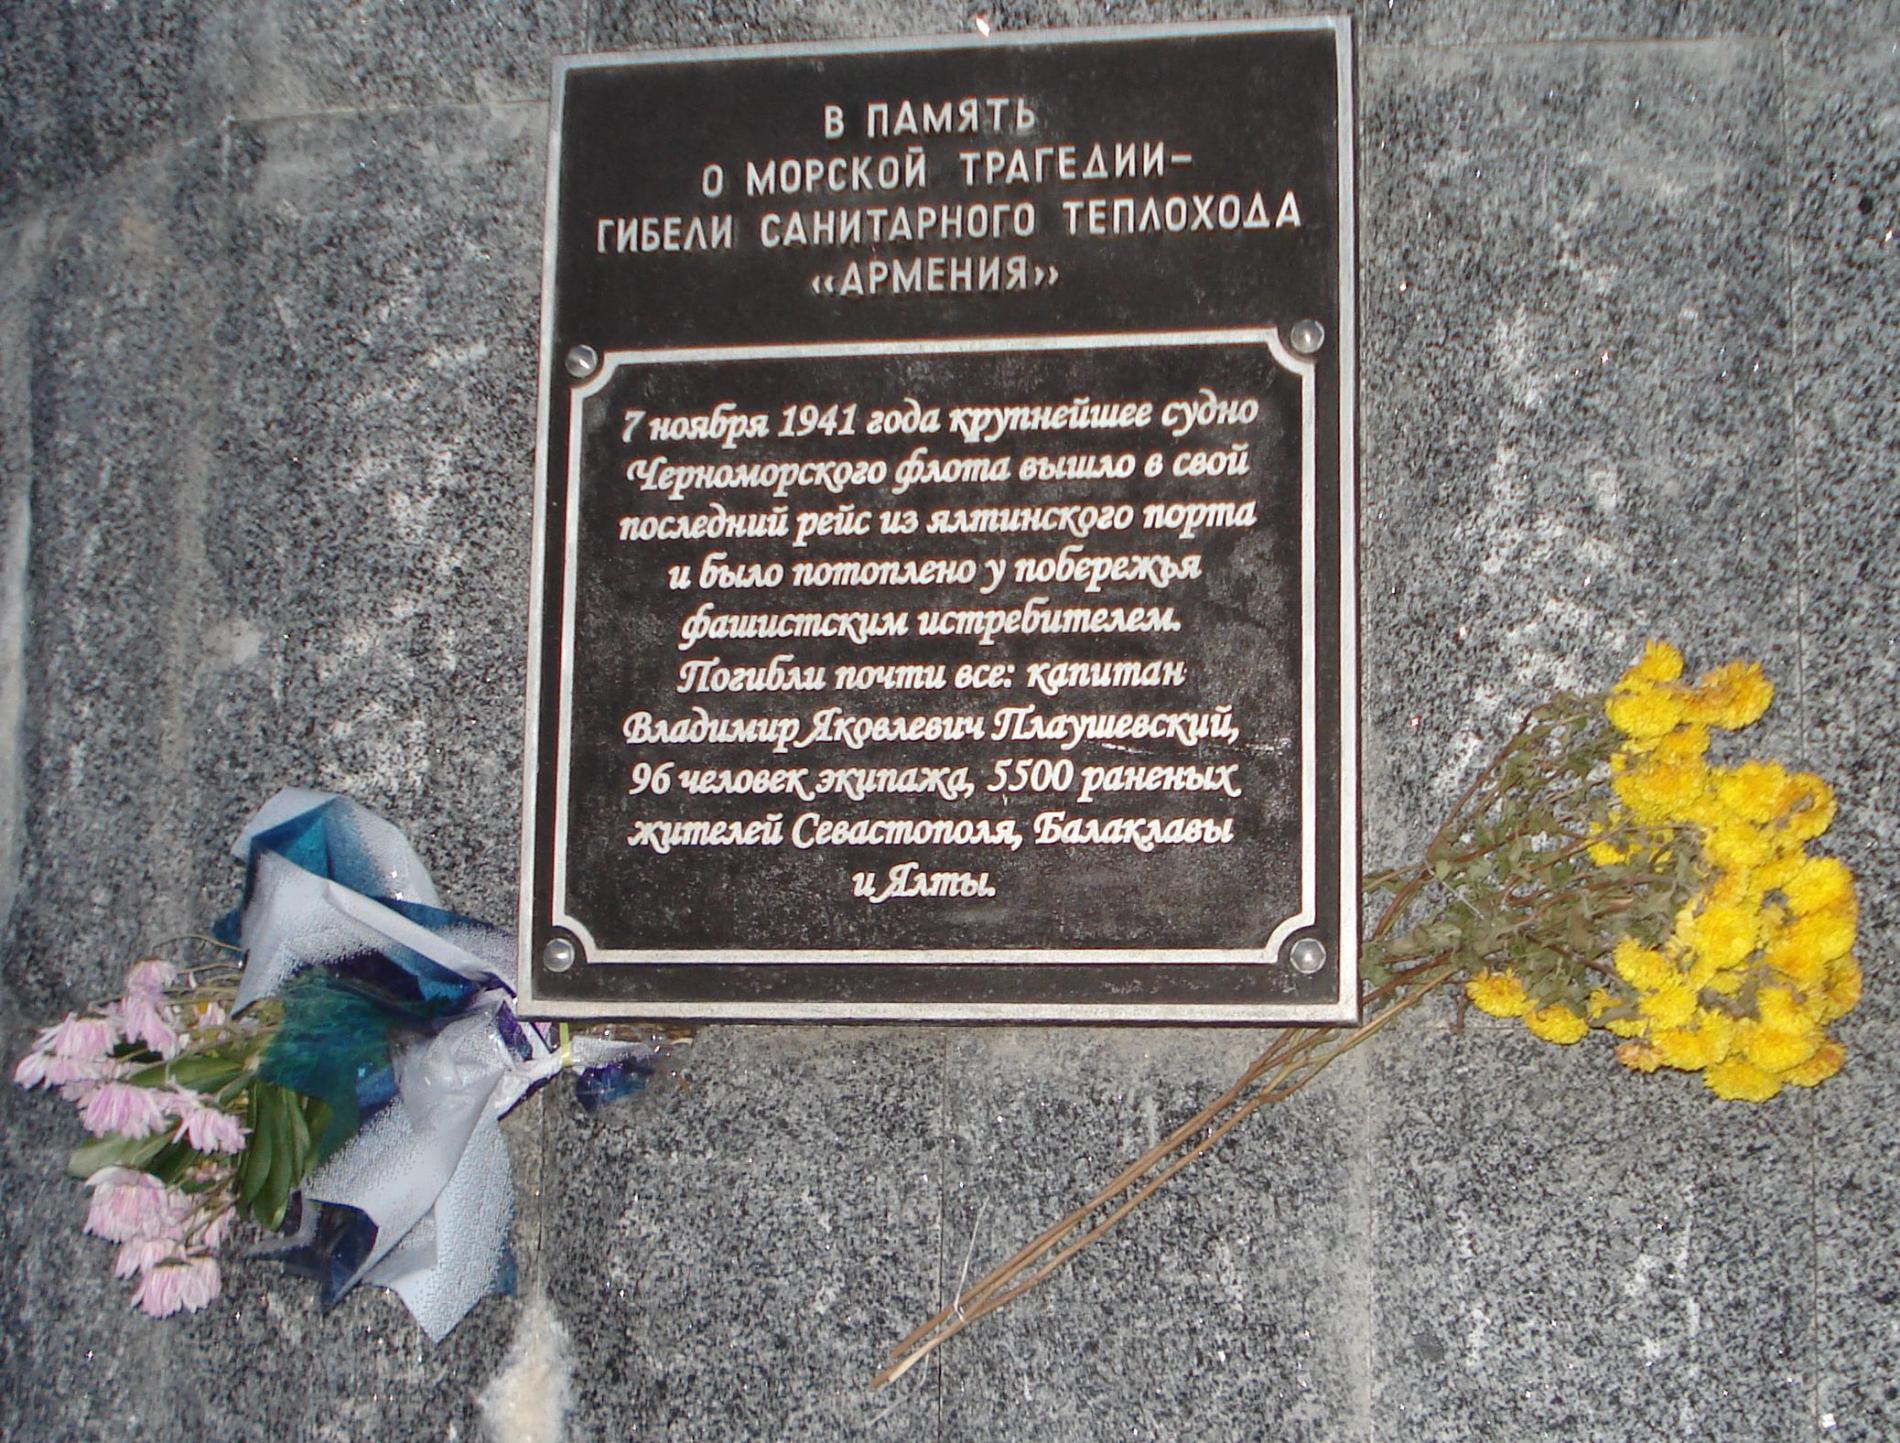 В ПАМЯТЬ
О МОРСКОЙ ТРАГЕДИИ-
ГИБЕЛИ САНИТАРНОГО ТЕПЛОХОДА
«АРМЕНИЯ»
7 ноября 1941 года крупнейшее судно
Черноморского флота вышло в свой
последний рейс из ялтинского порта
и было потоплено у побережья
фашистским истребителем.
Погибли почти все: капитан
Владимир Яковлевич Плаушевский,
96 человек экипажа, 5500 раненых
жителей Севастополя, Балаклавы
и Ялты.